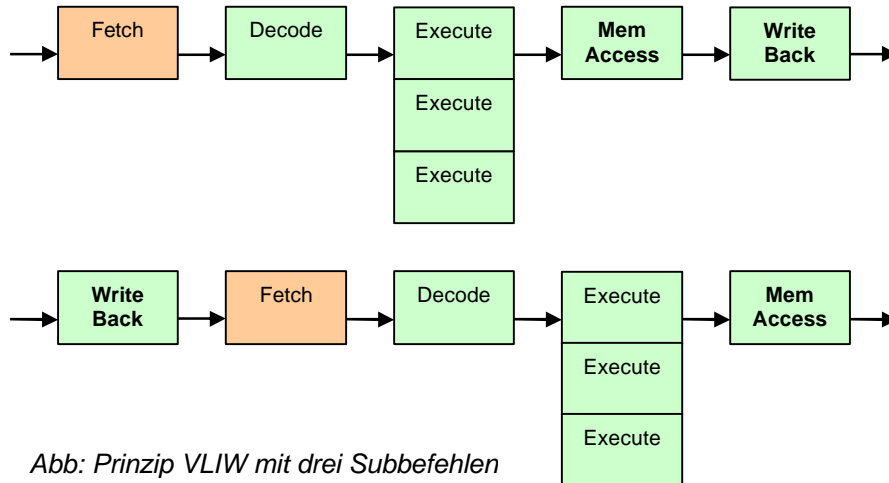 Fetch
Decode
Execute
Mem
Access
Write
Back
Execute
Execute
Write
Back
Fetch
Decode
Execute
Mem
Access
Execute
Execute
Abb: Prinzip VLIW mit drei Subbefehlen